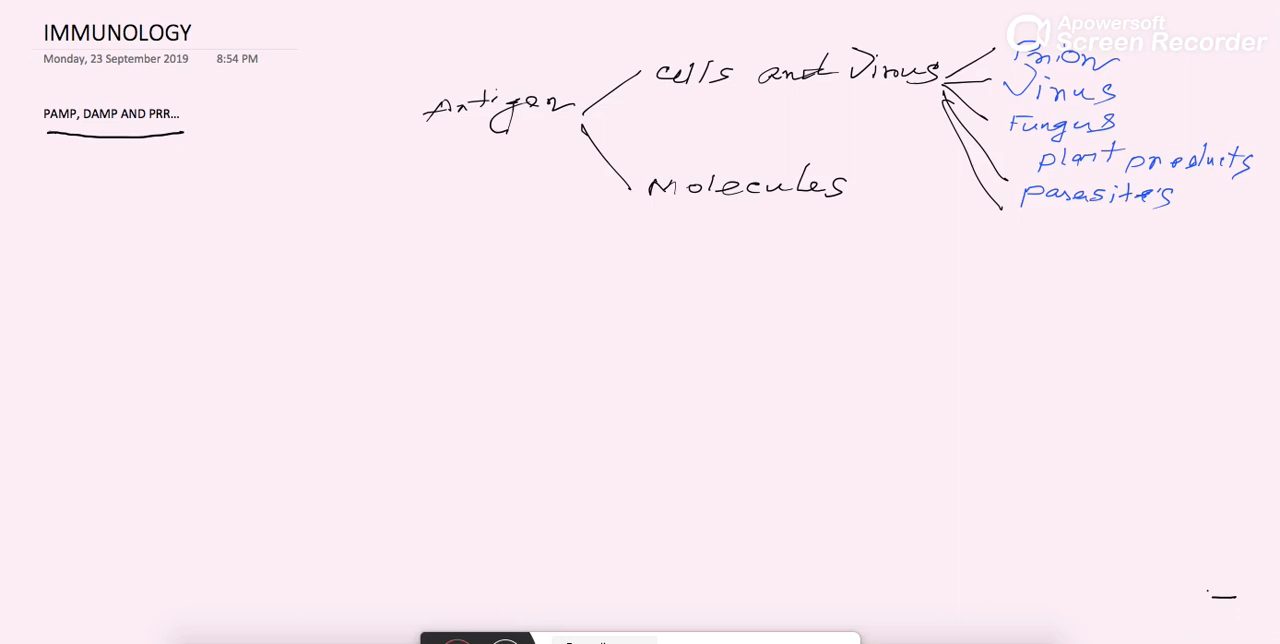 IMMUNOLOGY
Monday, 23 September 2019 8:54 PM
PAMP, DAMP AND PRR...
Apowersoft
Screen Recorder
Antigen
cells and Virus
Molecules
Virus
Fungus
plant products
parasites